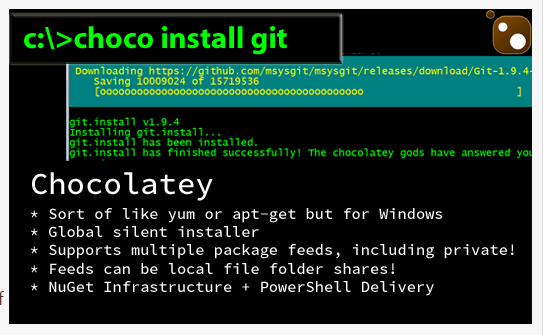 c:\>choco install git
Downloading https://github.com/msysgit/msysgit/releases/download/Git-1.9.4-
Saving 10009024 of 15719536
[oooooooooooooooooooooooooooooooooooooooooooo ]
git.install v1.9.4
Installing git.install...
git.install has been installed.
git.install has finished successfully! The chocolatey gods have answered you
Chocolatey
* Sort of like yum or apt-get but for Windows
* Global silent installer
* Supports multiple package feeds, including private!
* Feeds can be local file folder shares!
* NuGet Infrastructure + PowerShell Delivery
f